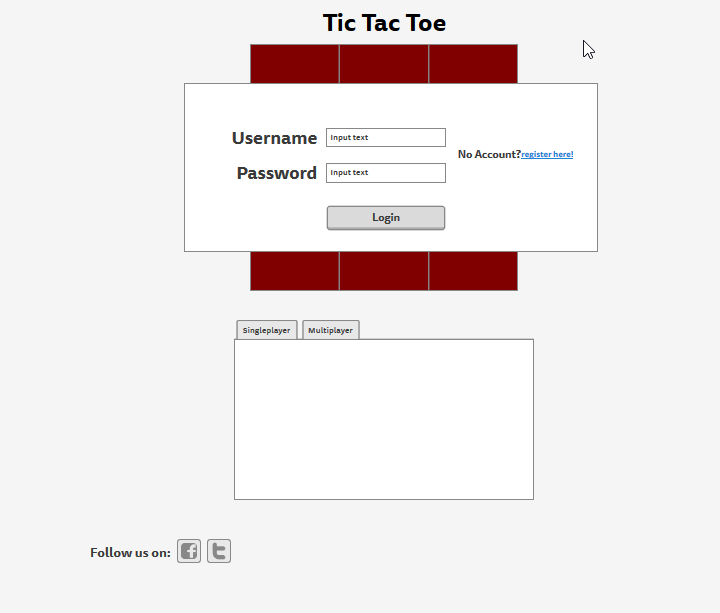 Tic Tac Toe
Username Input text
No Account?register here!
Password Input text
Login
Singleplayer Multiplayer
Follow us on: